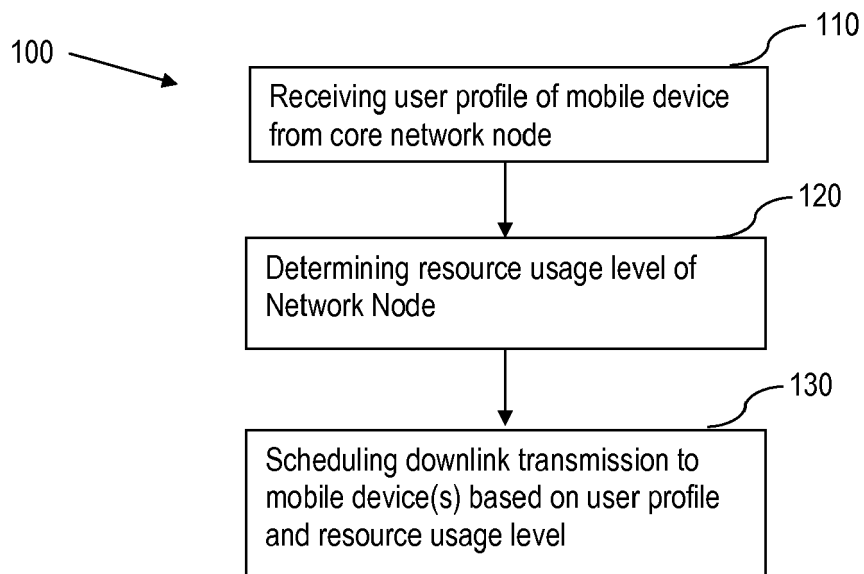 100
110
Receiving user profile of mobile device
from core network node
120
Determining resource usage level of
Network Node
130
Scheduling downlink transmission to
mobile device(s) based on user profile
and resource usage level